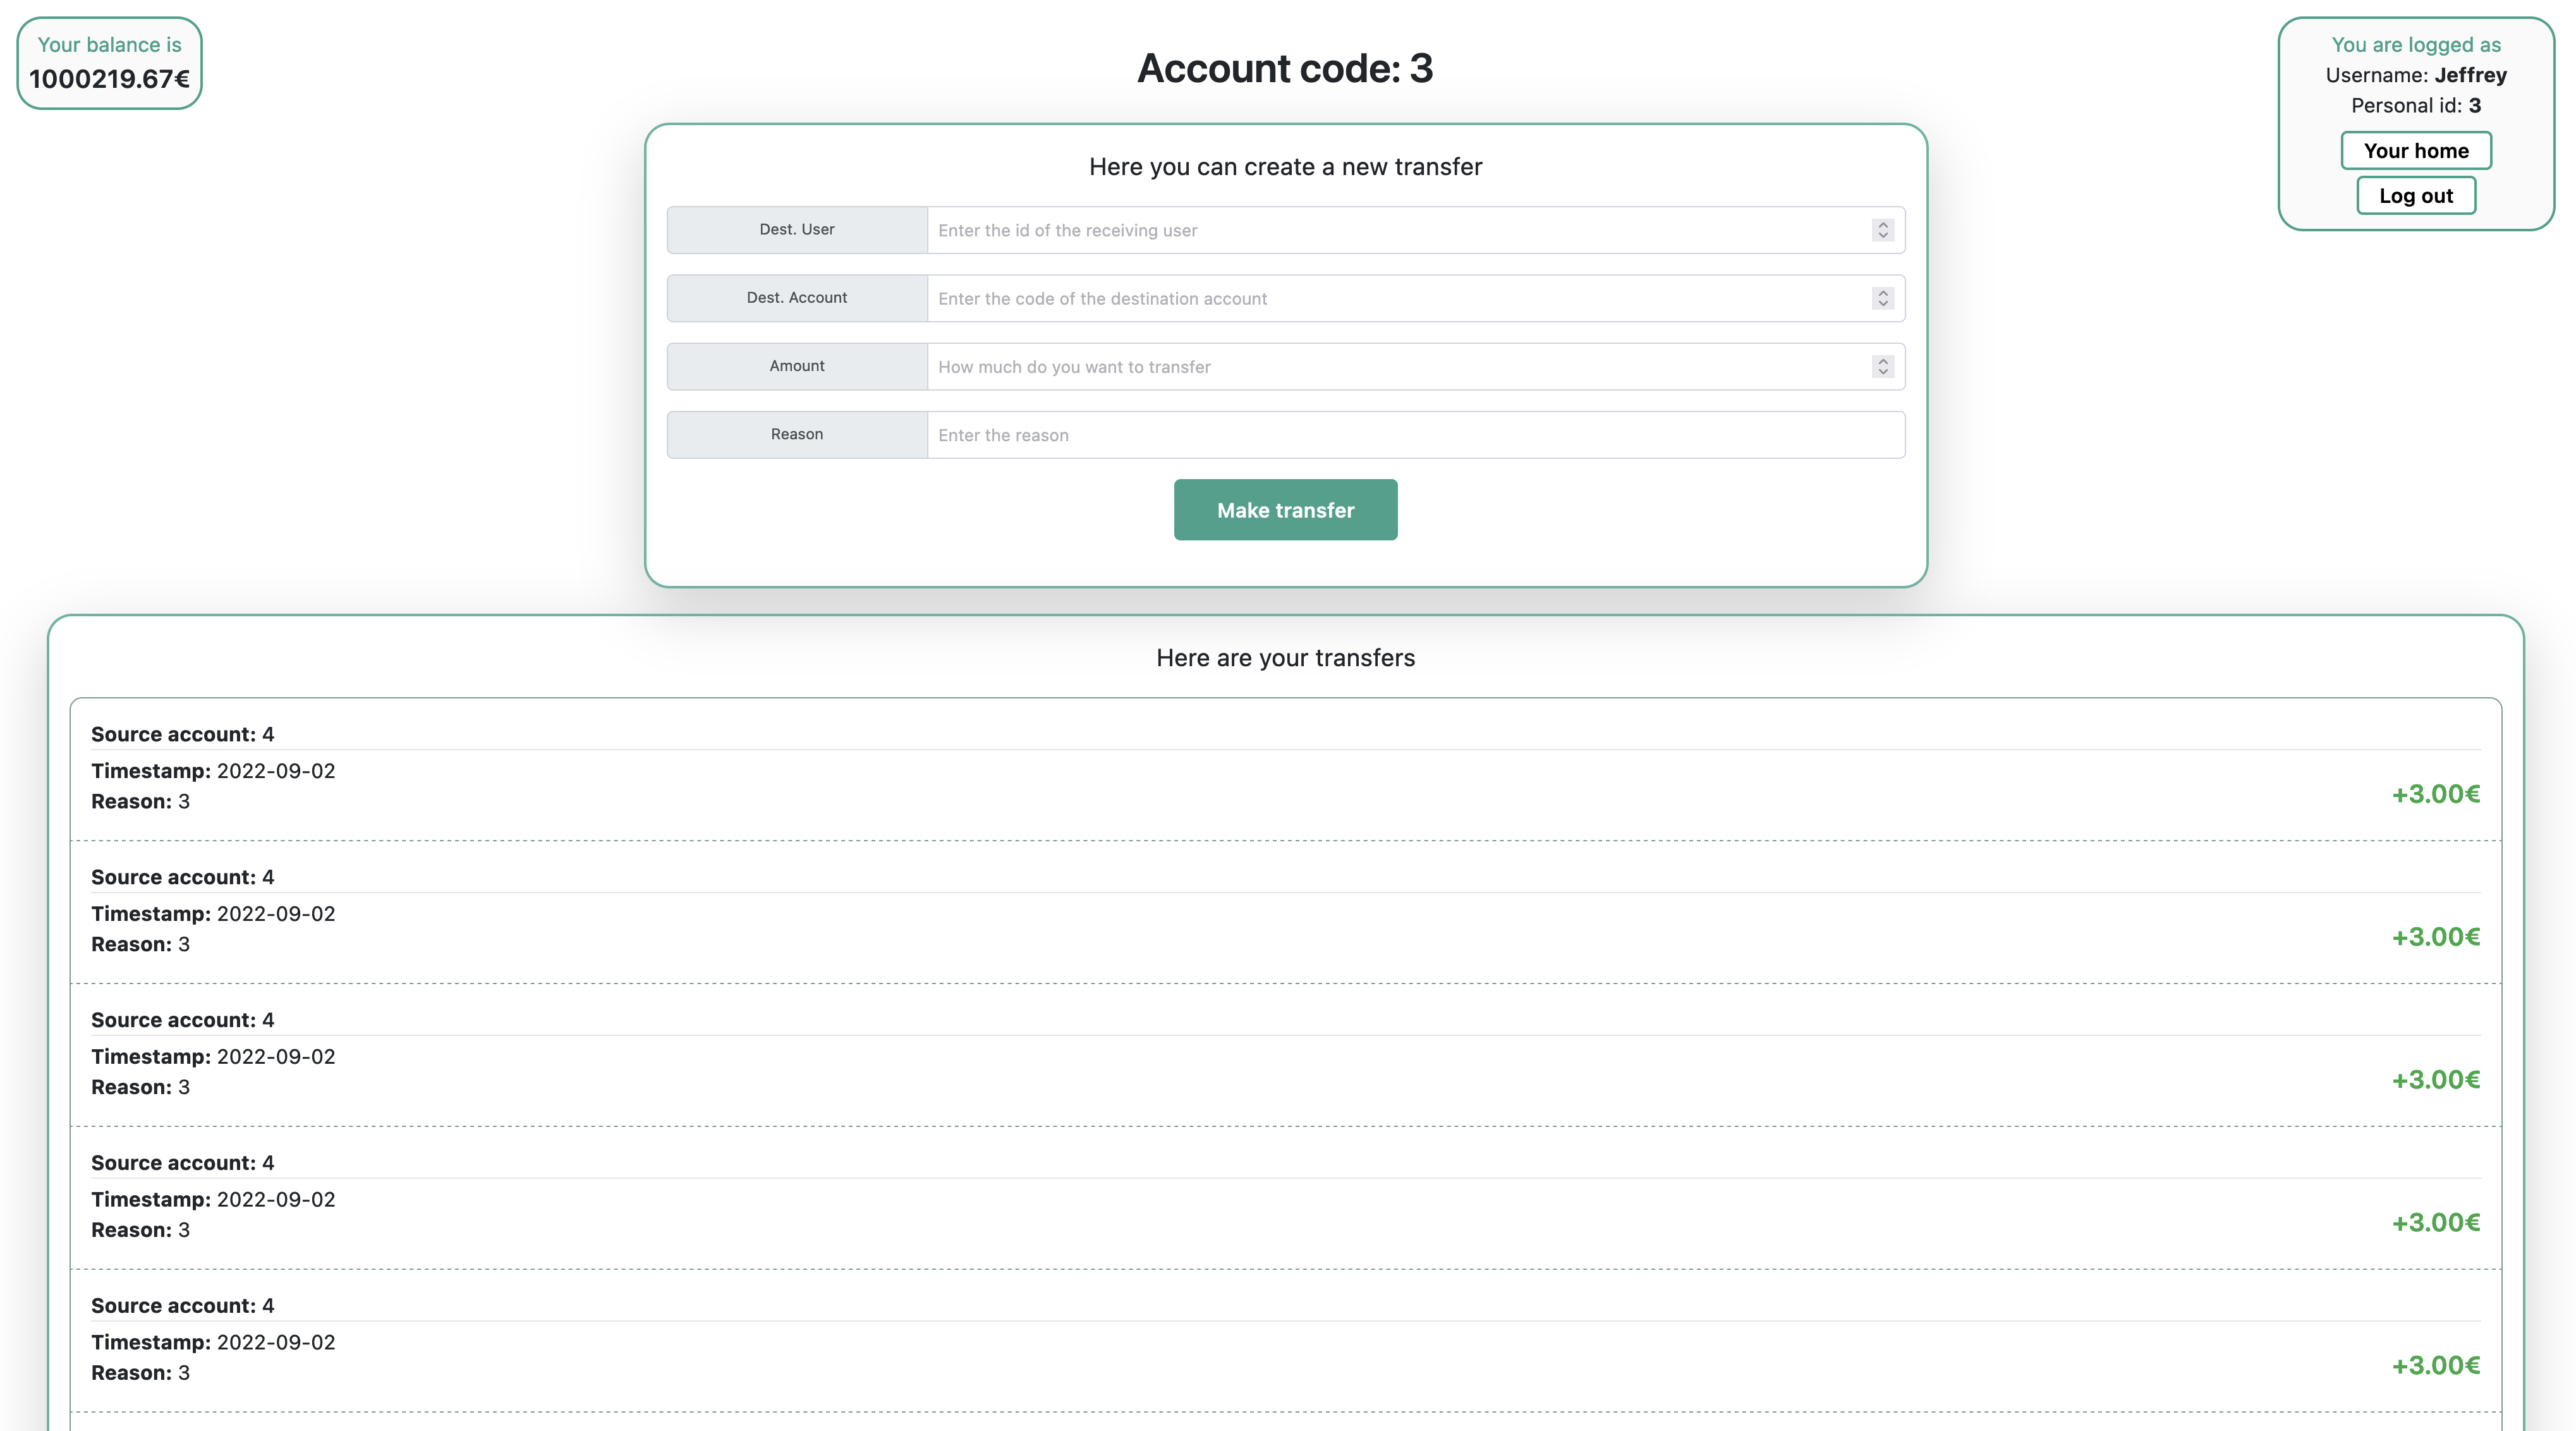 Your balance is
1000219.67€
Account code: 3
You are logged as
Username: Jeffrey
Personal id: 3
Your home
Log out
Here you can create a new transfer
Dest. User Enter the id of the receiving user
Dest. Account Enter the code of the destination account
Amount How much do you want to transfer
Reason Enter the reason
Make transfer
Here are your transfers
Source account: 4
Timestamp: 2022-09-02
Reason: 3
+3.00€
Source account: 4
Timestamp: 2022-09-02
Reason: 3
+3.00€
Source account: 4
Timestamp: 2022-09-02
Reason: 3
+3.00€
Source account: 4
Timestamp: 2022-09-02
Reason: 3
+3.00€
Source account: 4
Timestamp: 2022-09-02
Reason: 3
+3.00€